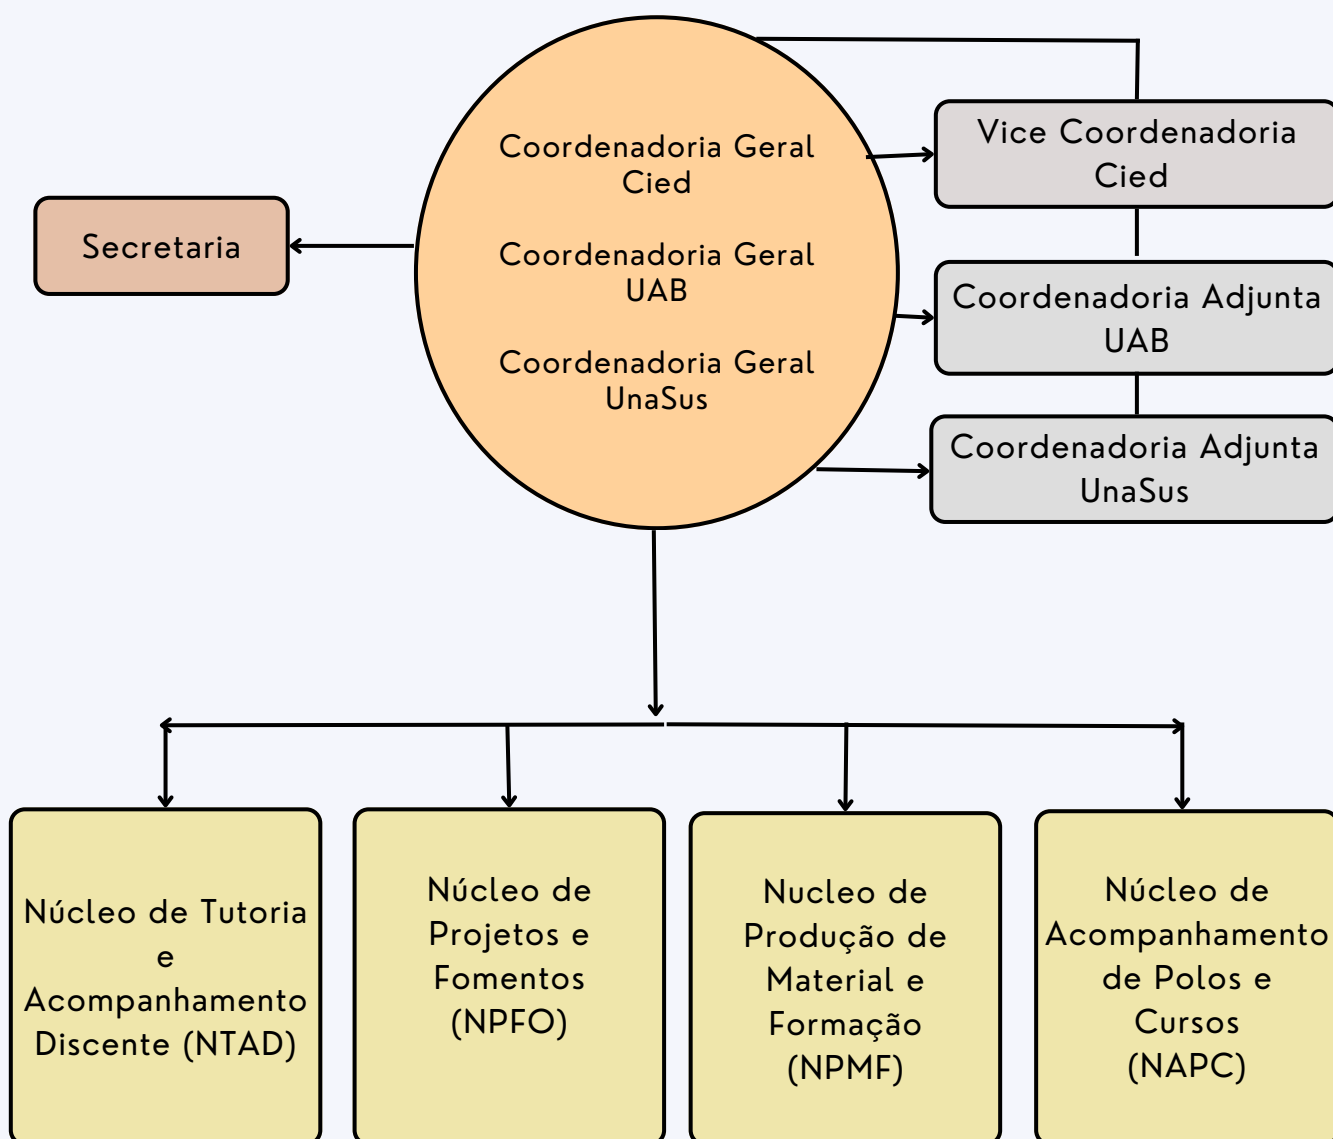 Coordenadoria Geral
Cied
Coordenadoria Geral
UAB
Coordenadoria Geral
UnaSus
Secretaria
Vice Coordenadoria
Cied
Coordenadoria Adjunta
UAB
Coordenadoria Adjunta
UnaSus
Núcleo de Tutoria
e
Acompanhamento
Discente (NTAD)
Núcleo de
Projetos e
Fomentos
(NPFO)
Nucleo de
Produção de
Material e
Formação
(NPMF)
Núcleo de
Acompanhamento
de Polos e
Cursos
(NAPC)